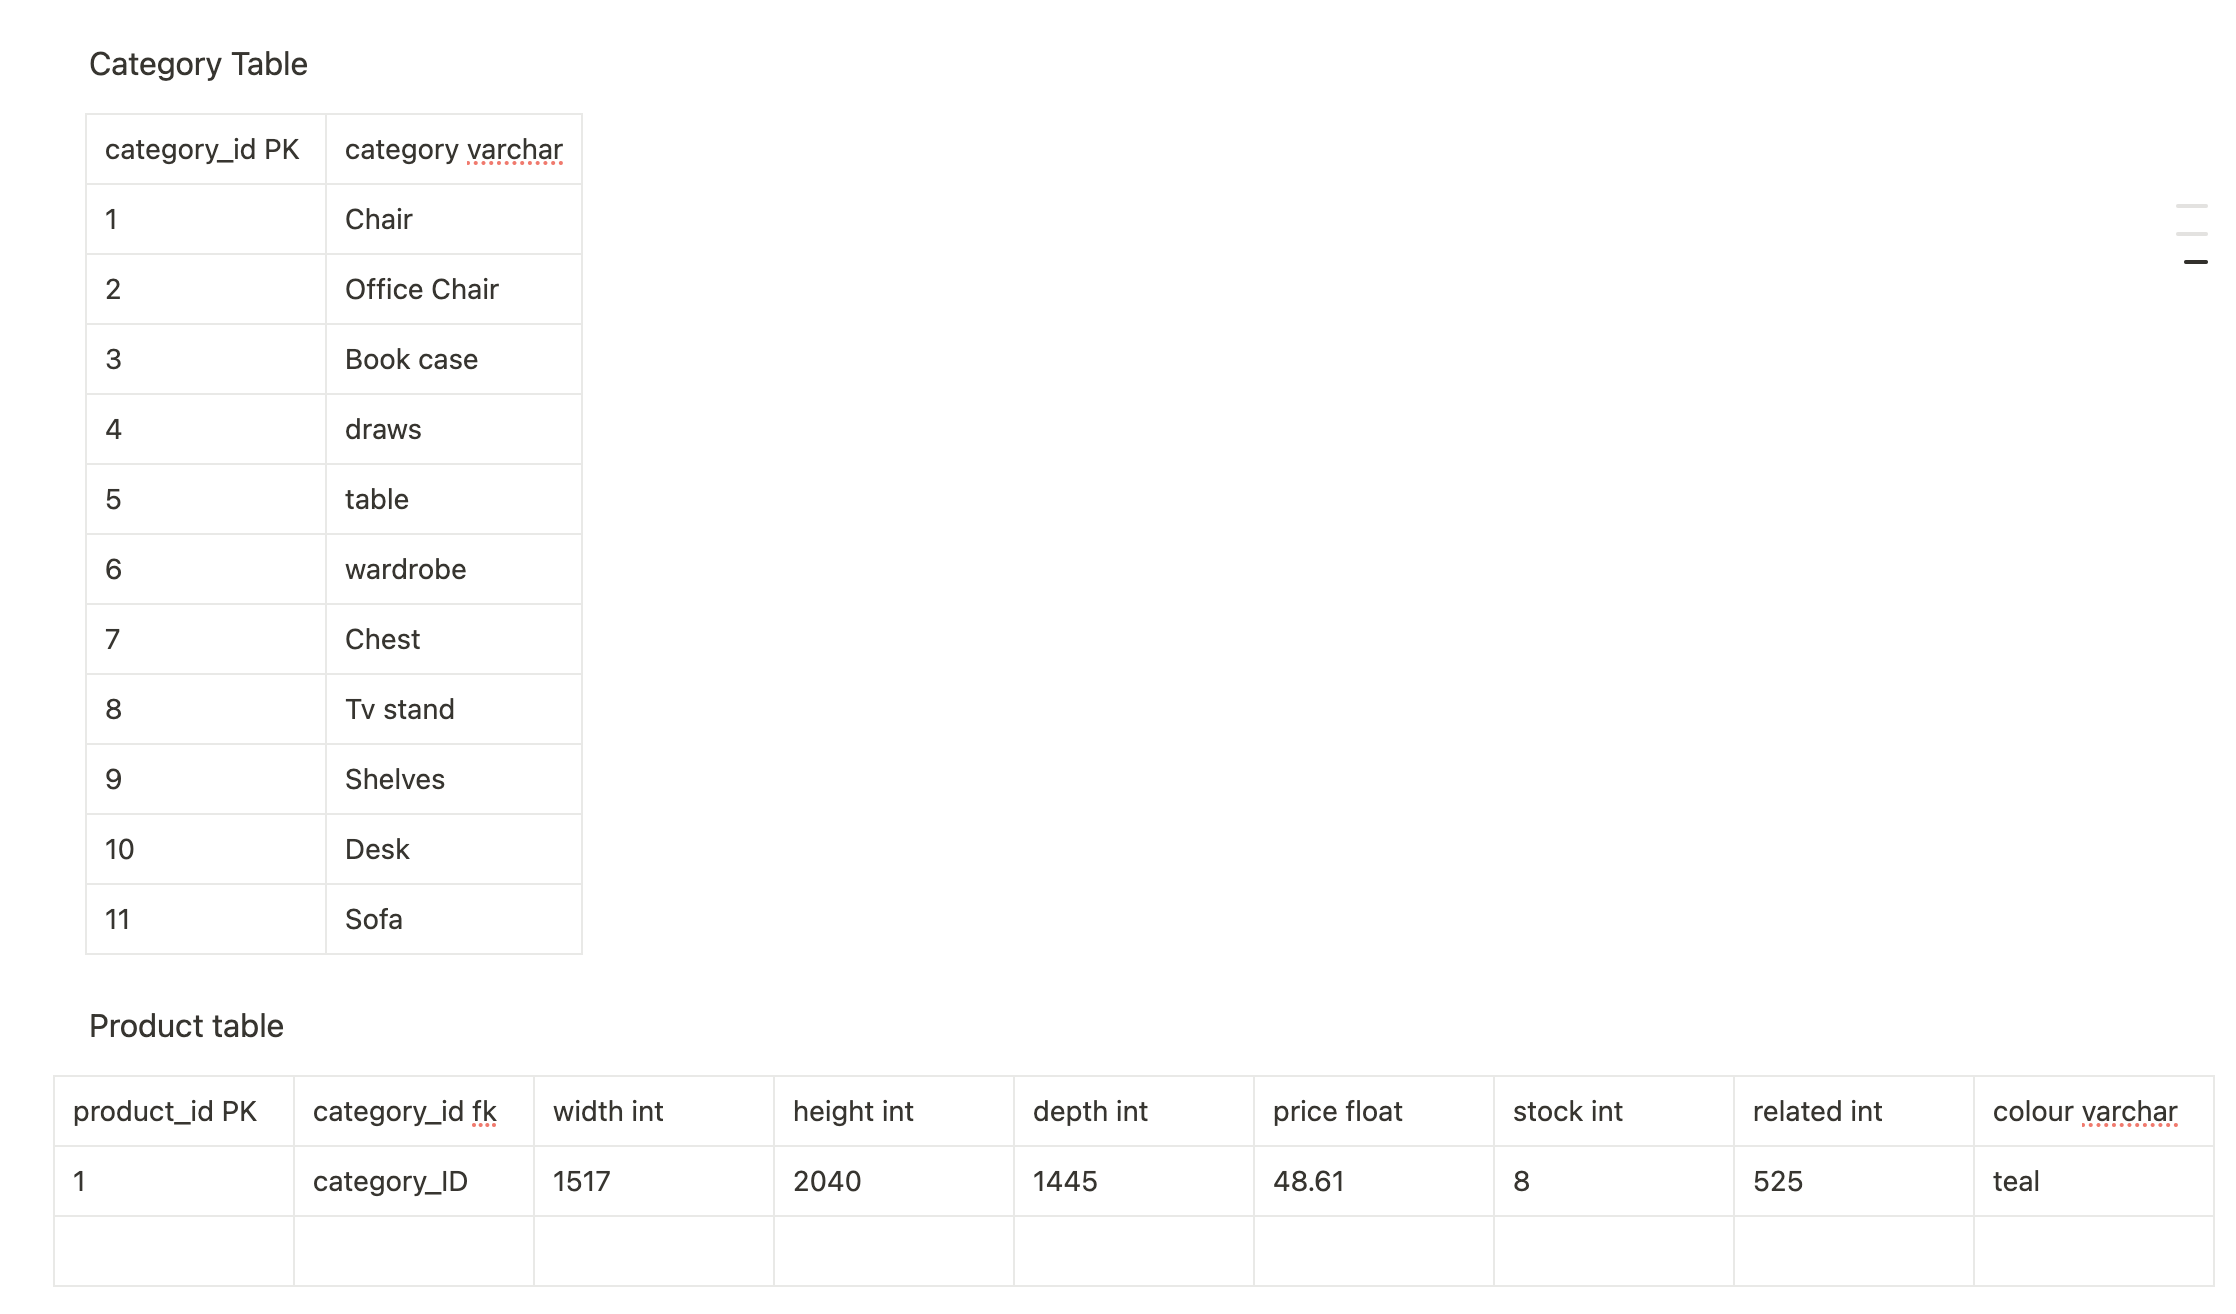 Category Table
category_id PK category varchar
1 Chair
2 Office Chair
3 Book case
4 draws
5 table
6 wardrobe
7 Chest
8 Tv stand
9 Shelves
10 Desk
11 Sofa
Product table
product_id PK category_id fk width int height int depth int price float stock int related int colour varchar
1 category_ID 1517 2040 1445 48.61 8 525 teal